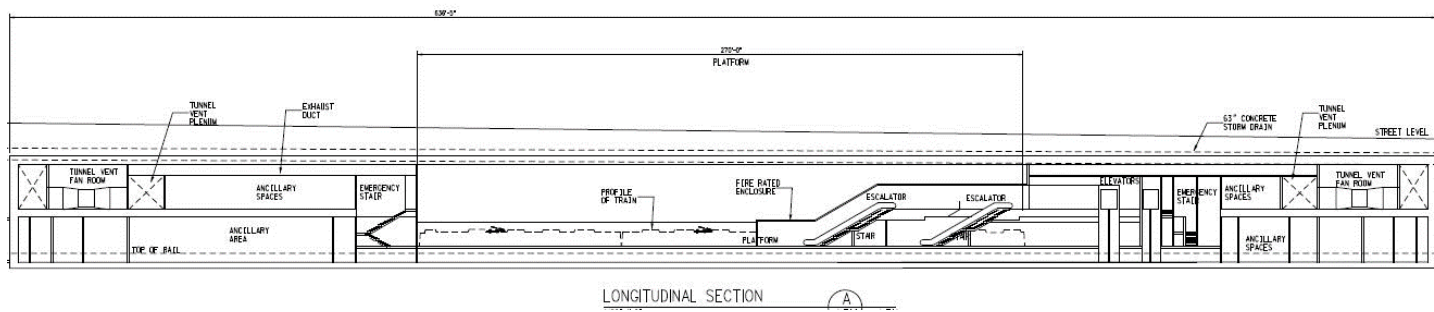 270'-0"
PLATFORM
TUNNEL
VENT
PLENUM
EXHAUST
DUCT
63" CONCRETE
STORM DRAIN
TUNNEL
VENT
PLENUM
STREET LEVEL
TUNNEL VENT
FAN ROOM
ANCILLARY
SPACES
EMERGENCY
STAIR
PROFILE
OF TRAIN
FIRE RATED
ENCLOSURE
ESCALATOR
ESCALATOR
ELEVATORS
EMERGENCY
STAIR
ANCILLARY
SPACES
TUNNEL VENT
FAN ROOM
ANCILLARY
AREA
TOP OF RAIL
PLATFORM
STAIR
STAIR
ANCILLARY
SPACES
LONGITUDINAL SECTION
A